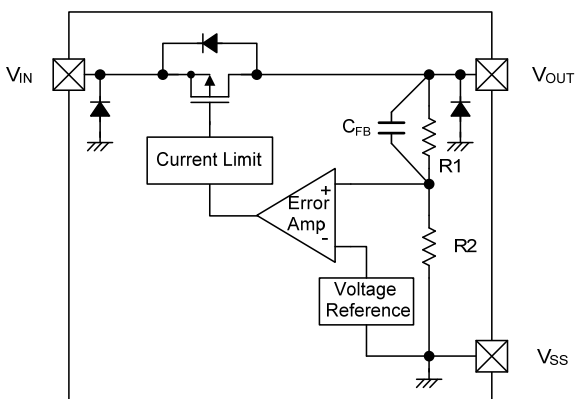 VIN
VOUT
CFB
R1
Current Limit
+
Error
Amp
-
R2
Voltage
Reference
VSS